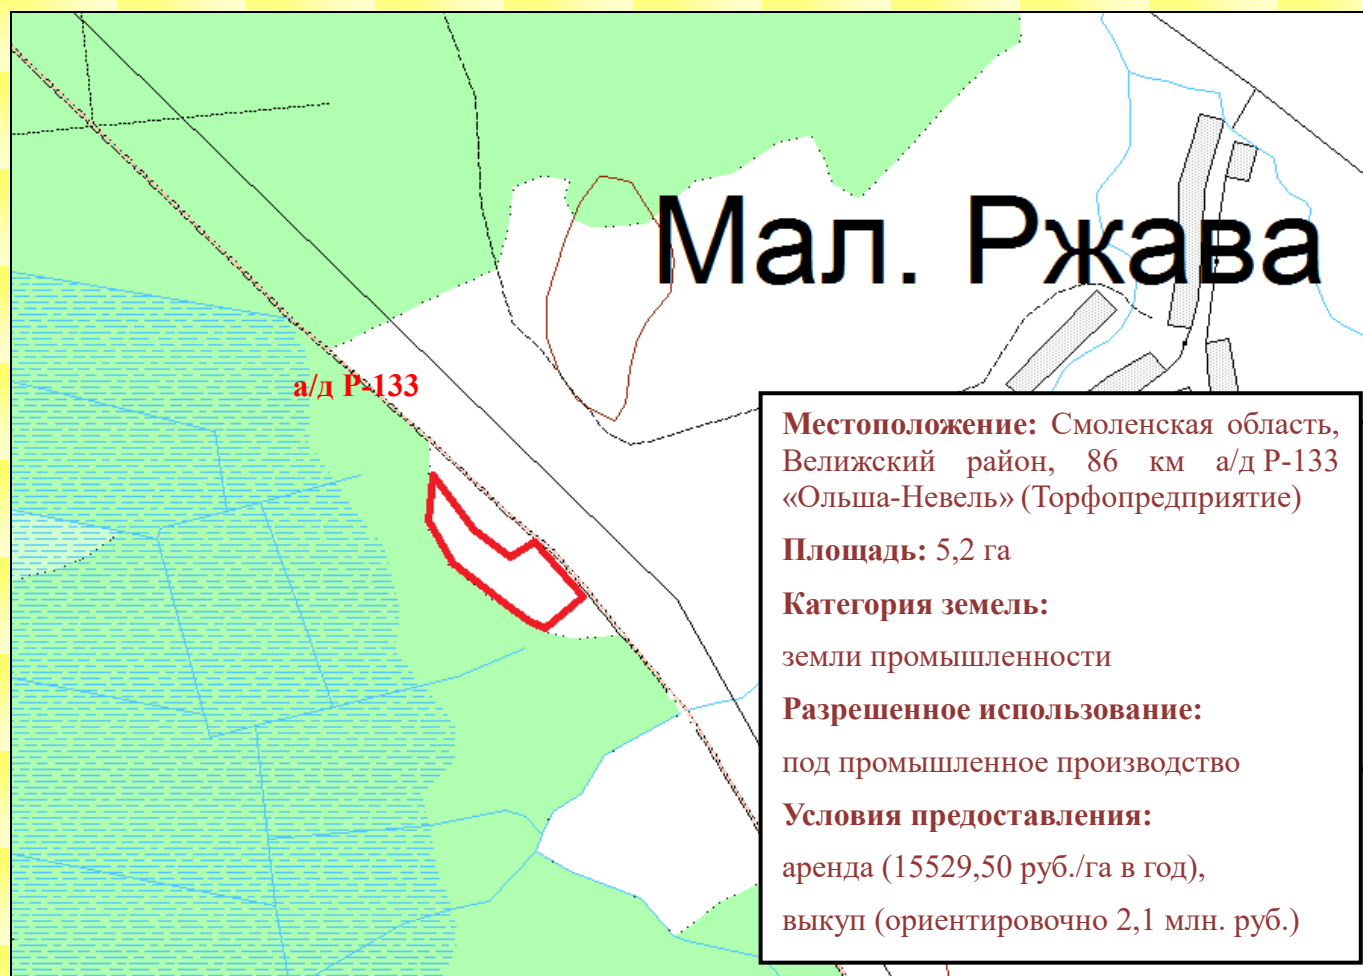 Мал. Ржава
а/д Р-133
Местоположение: Смоленская область,
Велижский район, 86 км а/д Р-133
«Ольша-Невель» (Торфопредприятие)
Площадь: 5,2 га
Категория земель:
земли промышленности
Разрешенное использование:
под промышленное производство
Условия предоставления:
аренда (15529,50 руб./га в год),
выкуп (ориентировочно 2,1 млн. руб.)